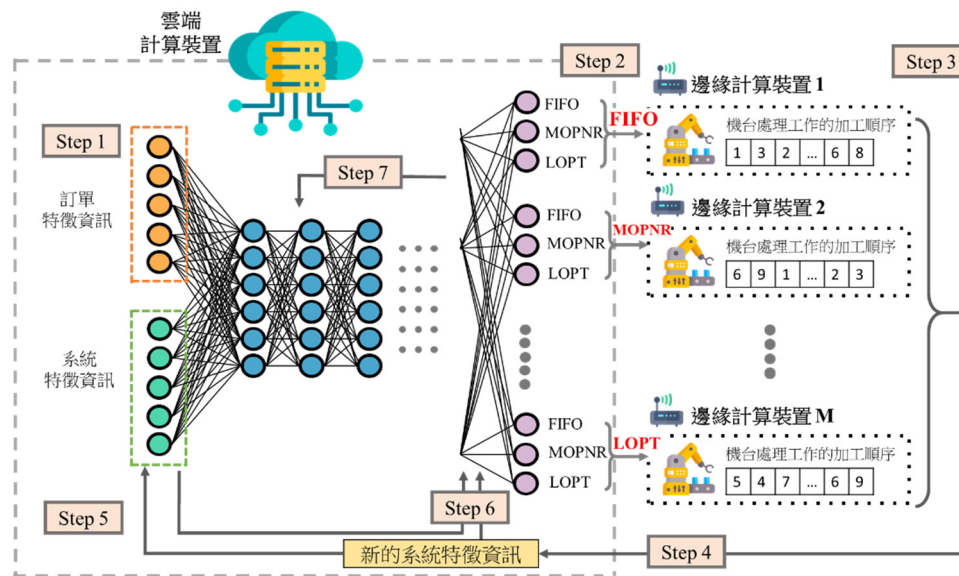 雲端
計算裝置
Step 2
Step 3
Step 1
訂單
特徵資訊
系統
特徵資訊
Step 7
FIFO
MOPNR
LOPT
FIFO
邊緣計算裝置 1
機台處理工作的加工順序
1 3 2 ... 6 8
FIFO
MOPNR
LOPT
MOPNR
邊緣計算裝置 2
機台處理工作的加工順序
6 9 1 ... 2 3
FIFO
MOPNR
LOPT
LOPT
邊緣計算裝置 M
機台處理工作的加工順序
5 4 7 ... 6 9
Step 5
Step 6
新的系統特徵資訊
Step 4